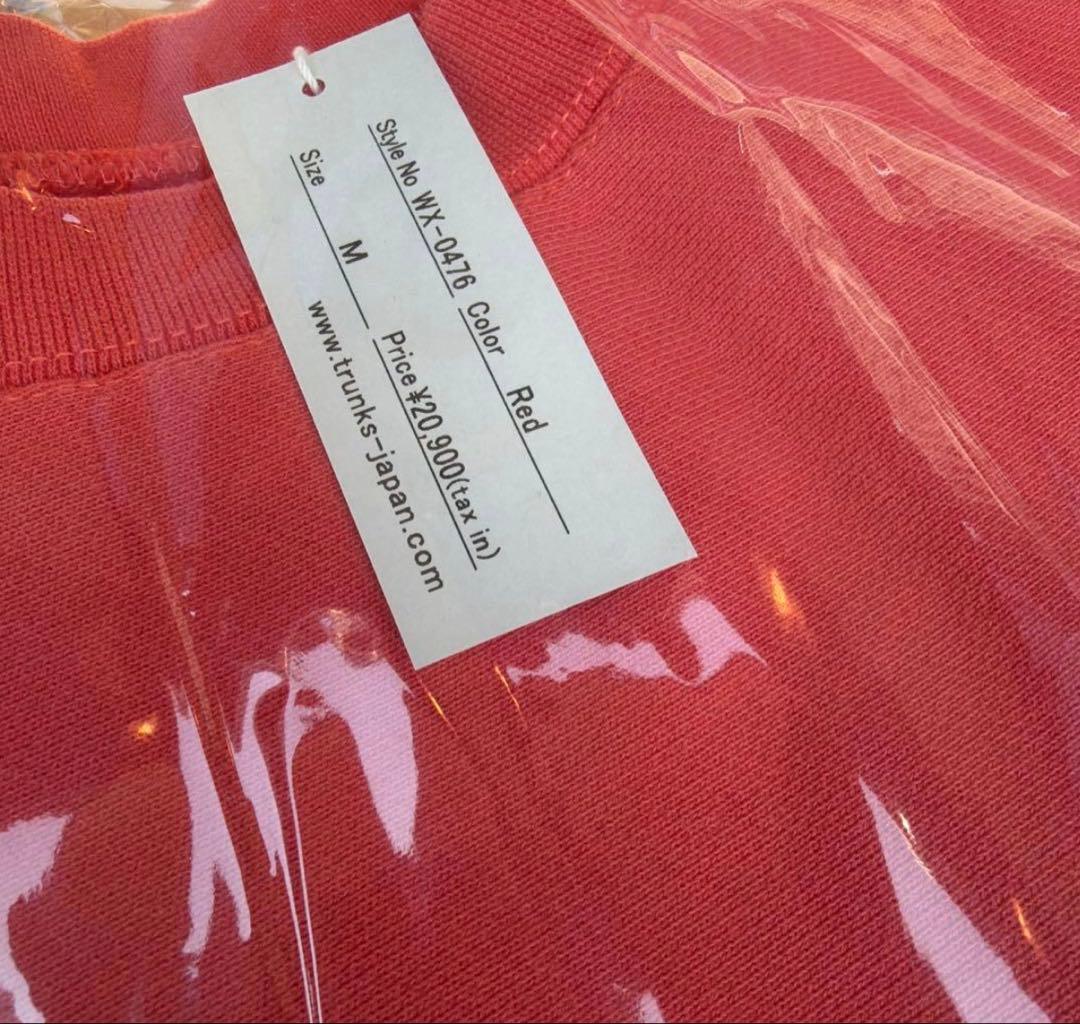 Style No WX-0476 Color Red
Size M Price ¥20,900(tax in)
www.trunks-japan.com